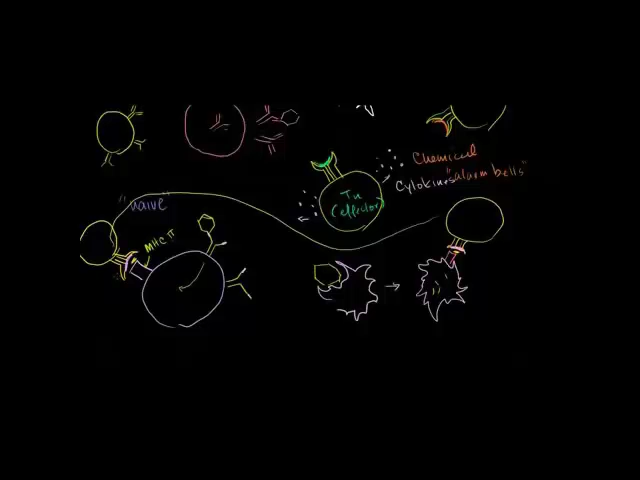 Chemical
Cytokines "alarm bells"
TH
(effector)
"naive"
MHC II